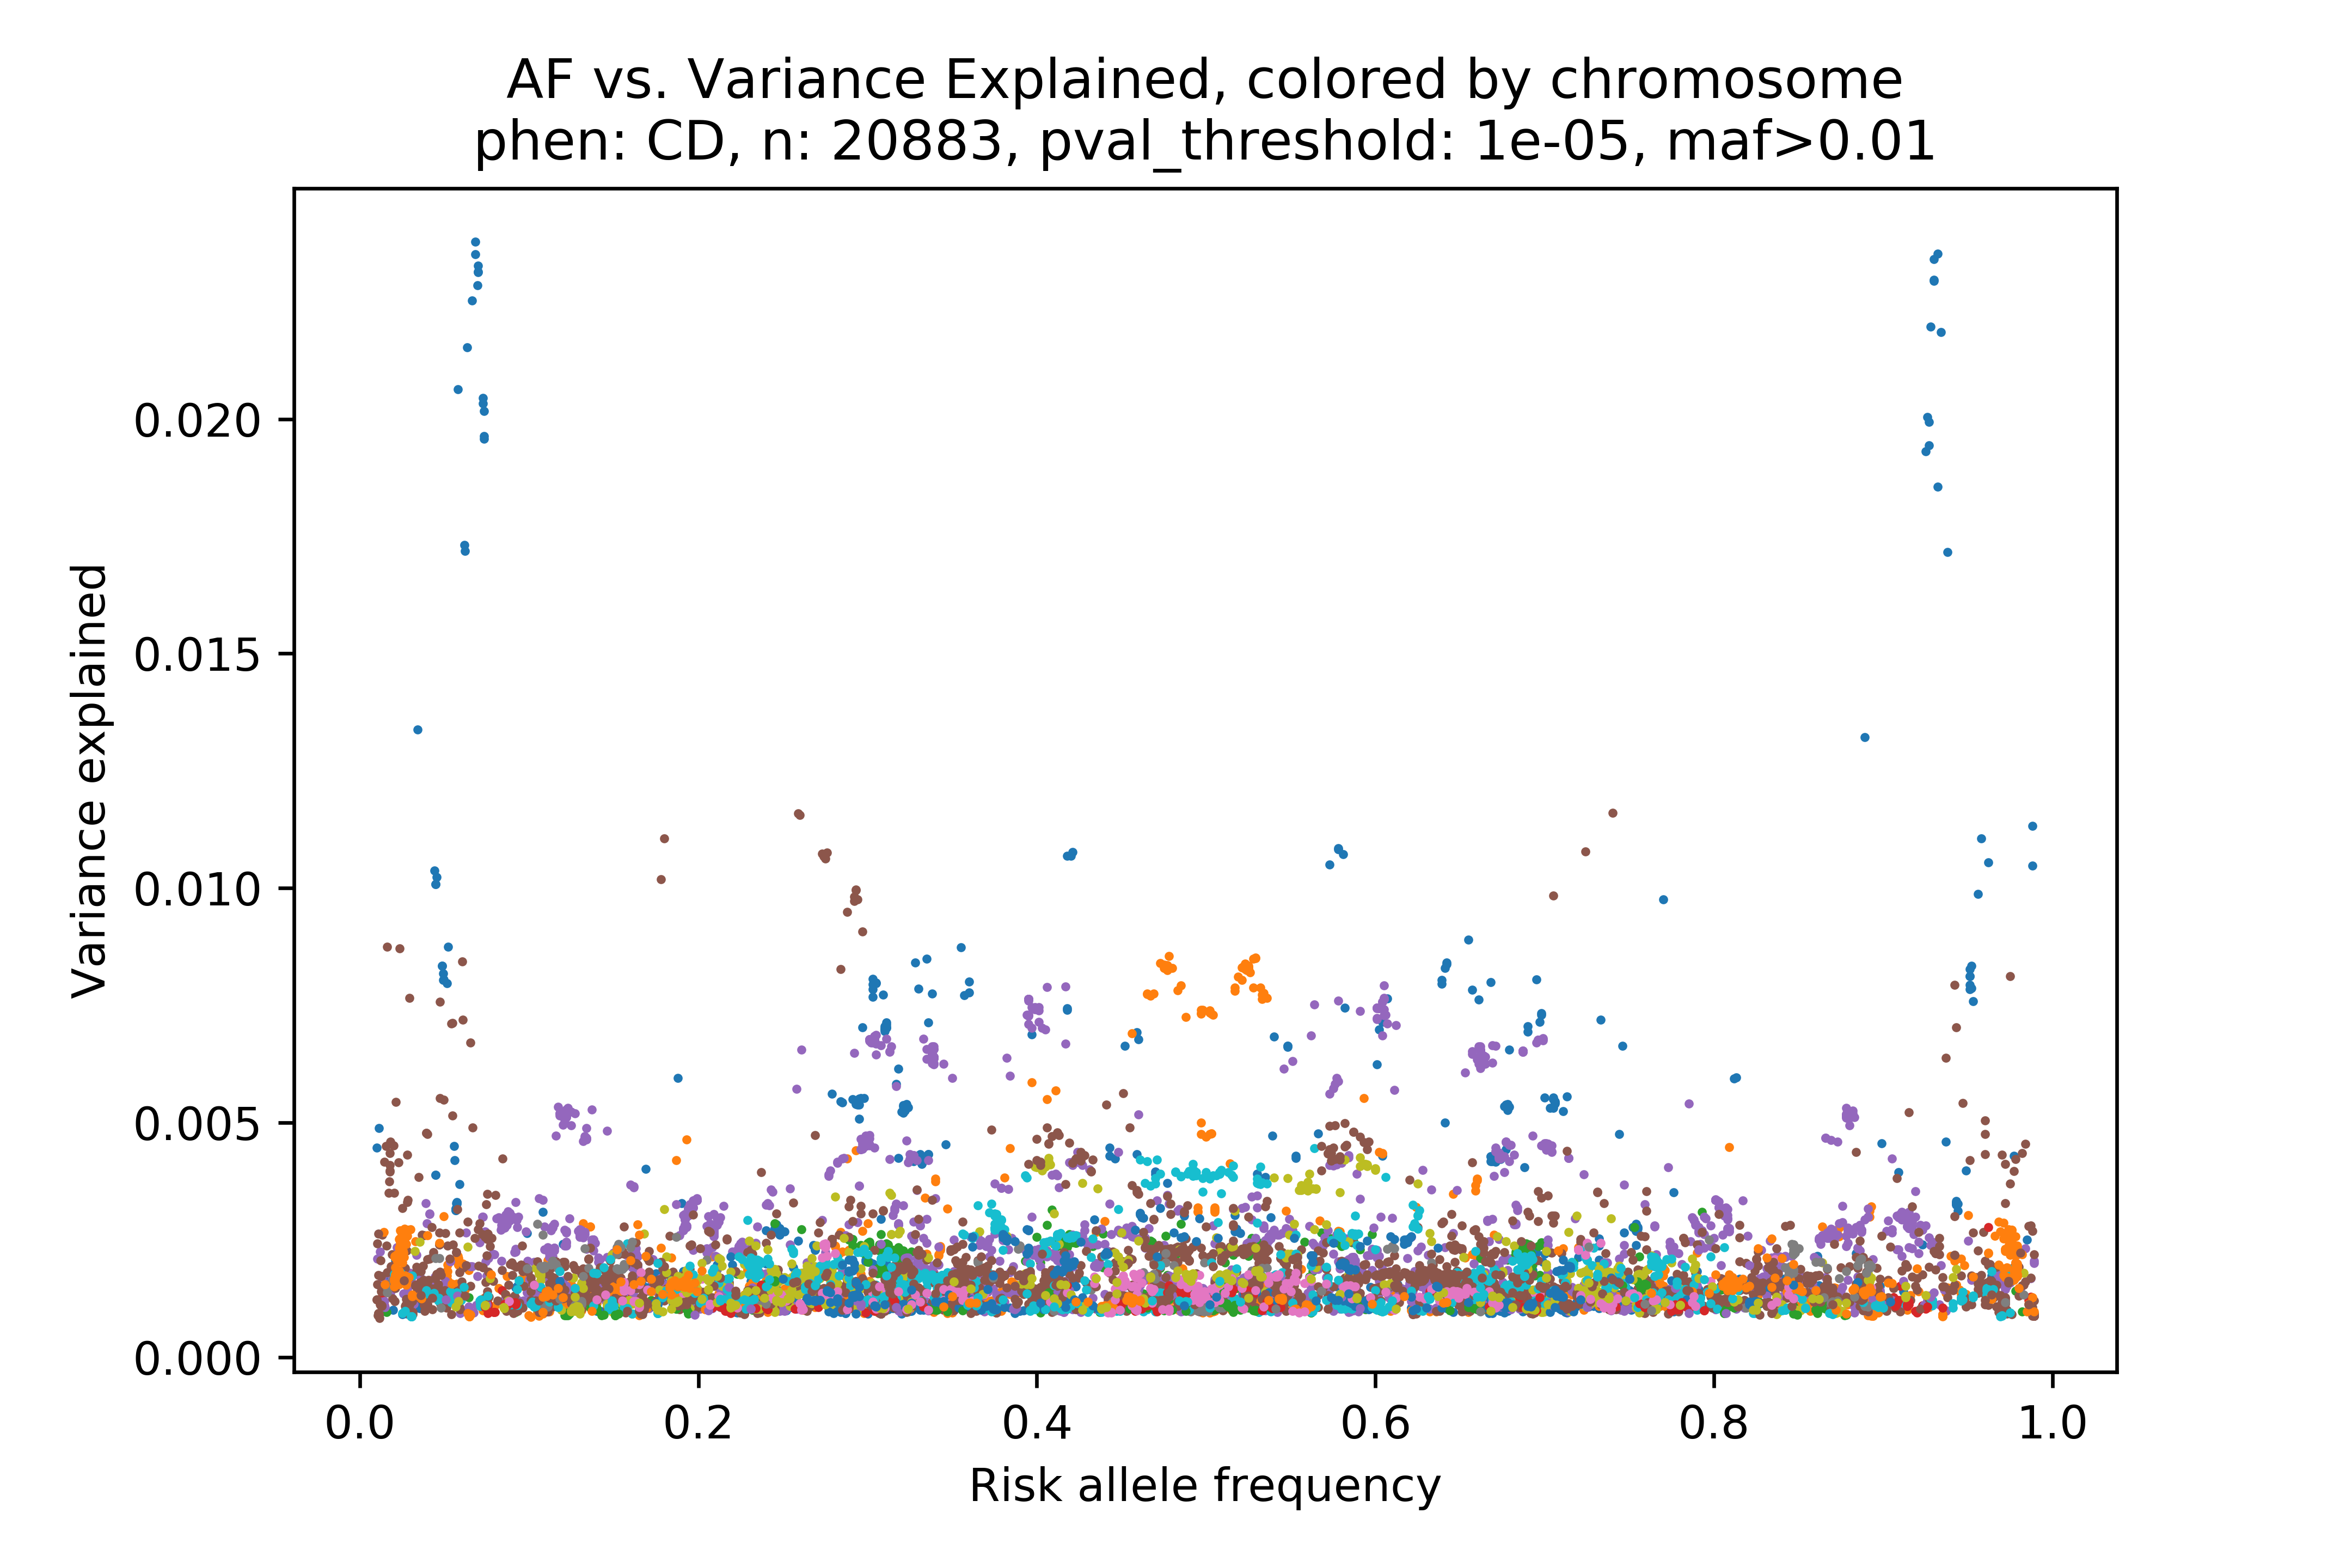 AF vs. Variance Explained, colored by chromosome
phen: CD, n: 20883, pval_threshold: 1e-05, maf>0.01
Variance explained
0.020
0.015
0.010
0.005
0.000
0.0 0.2 0.4 0.6 0.8 1.0
Risk allele frequency